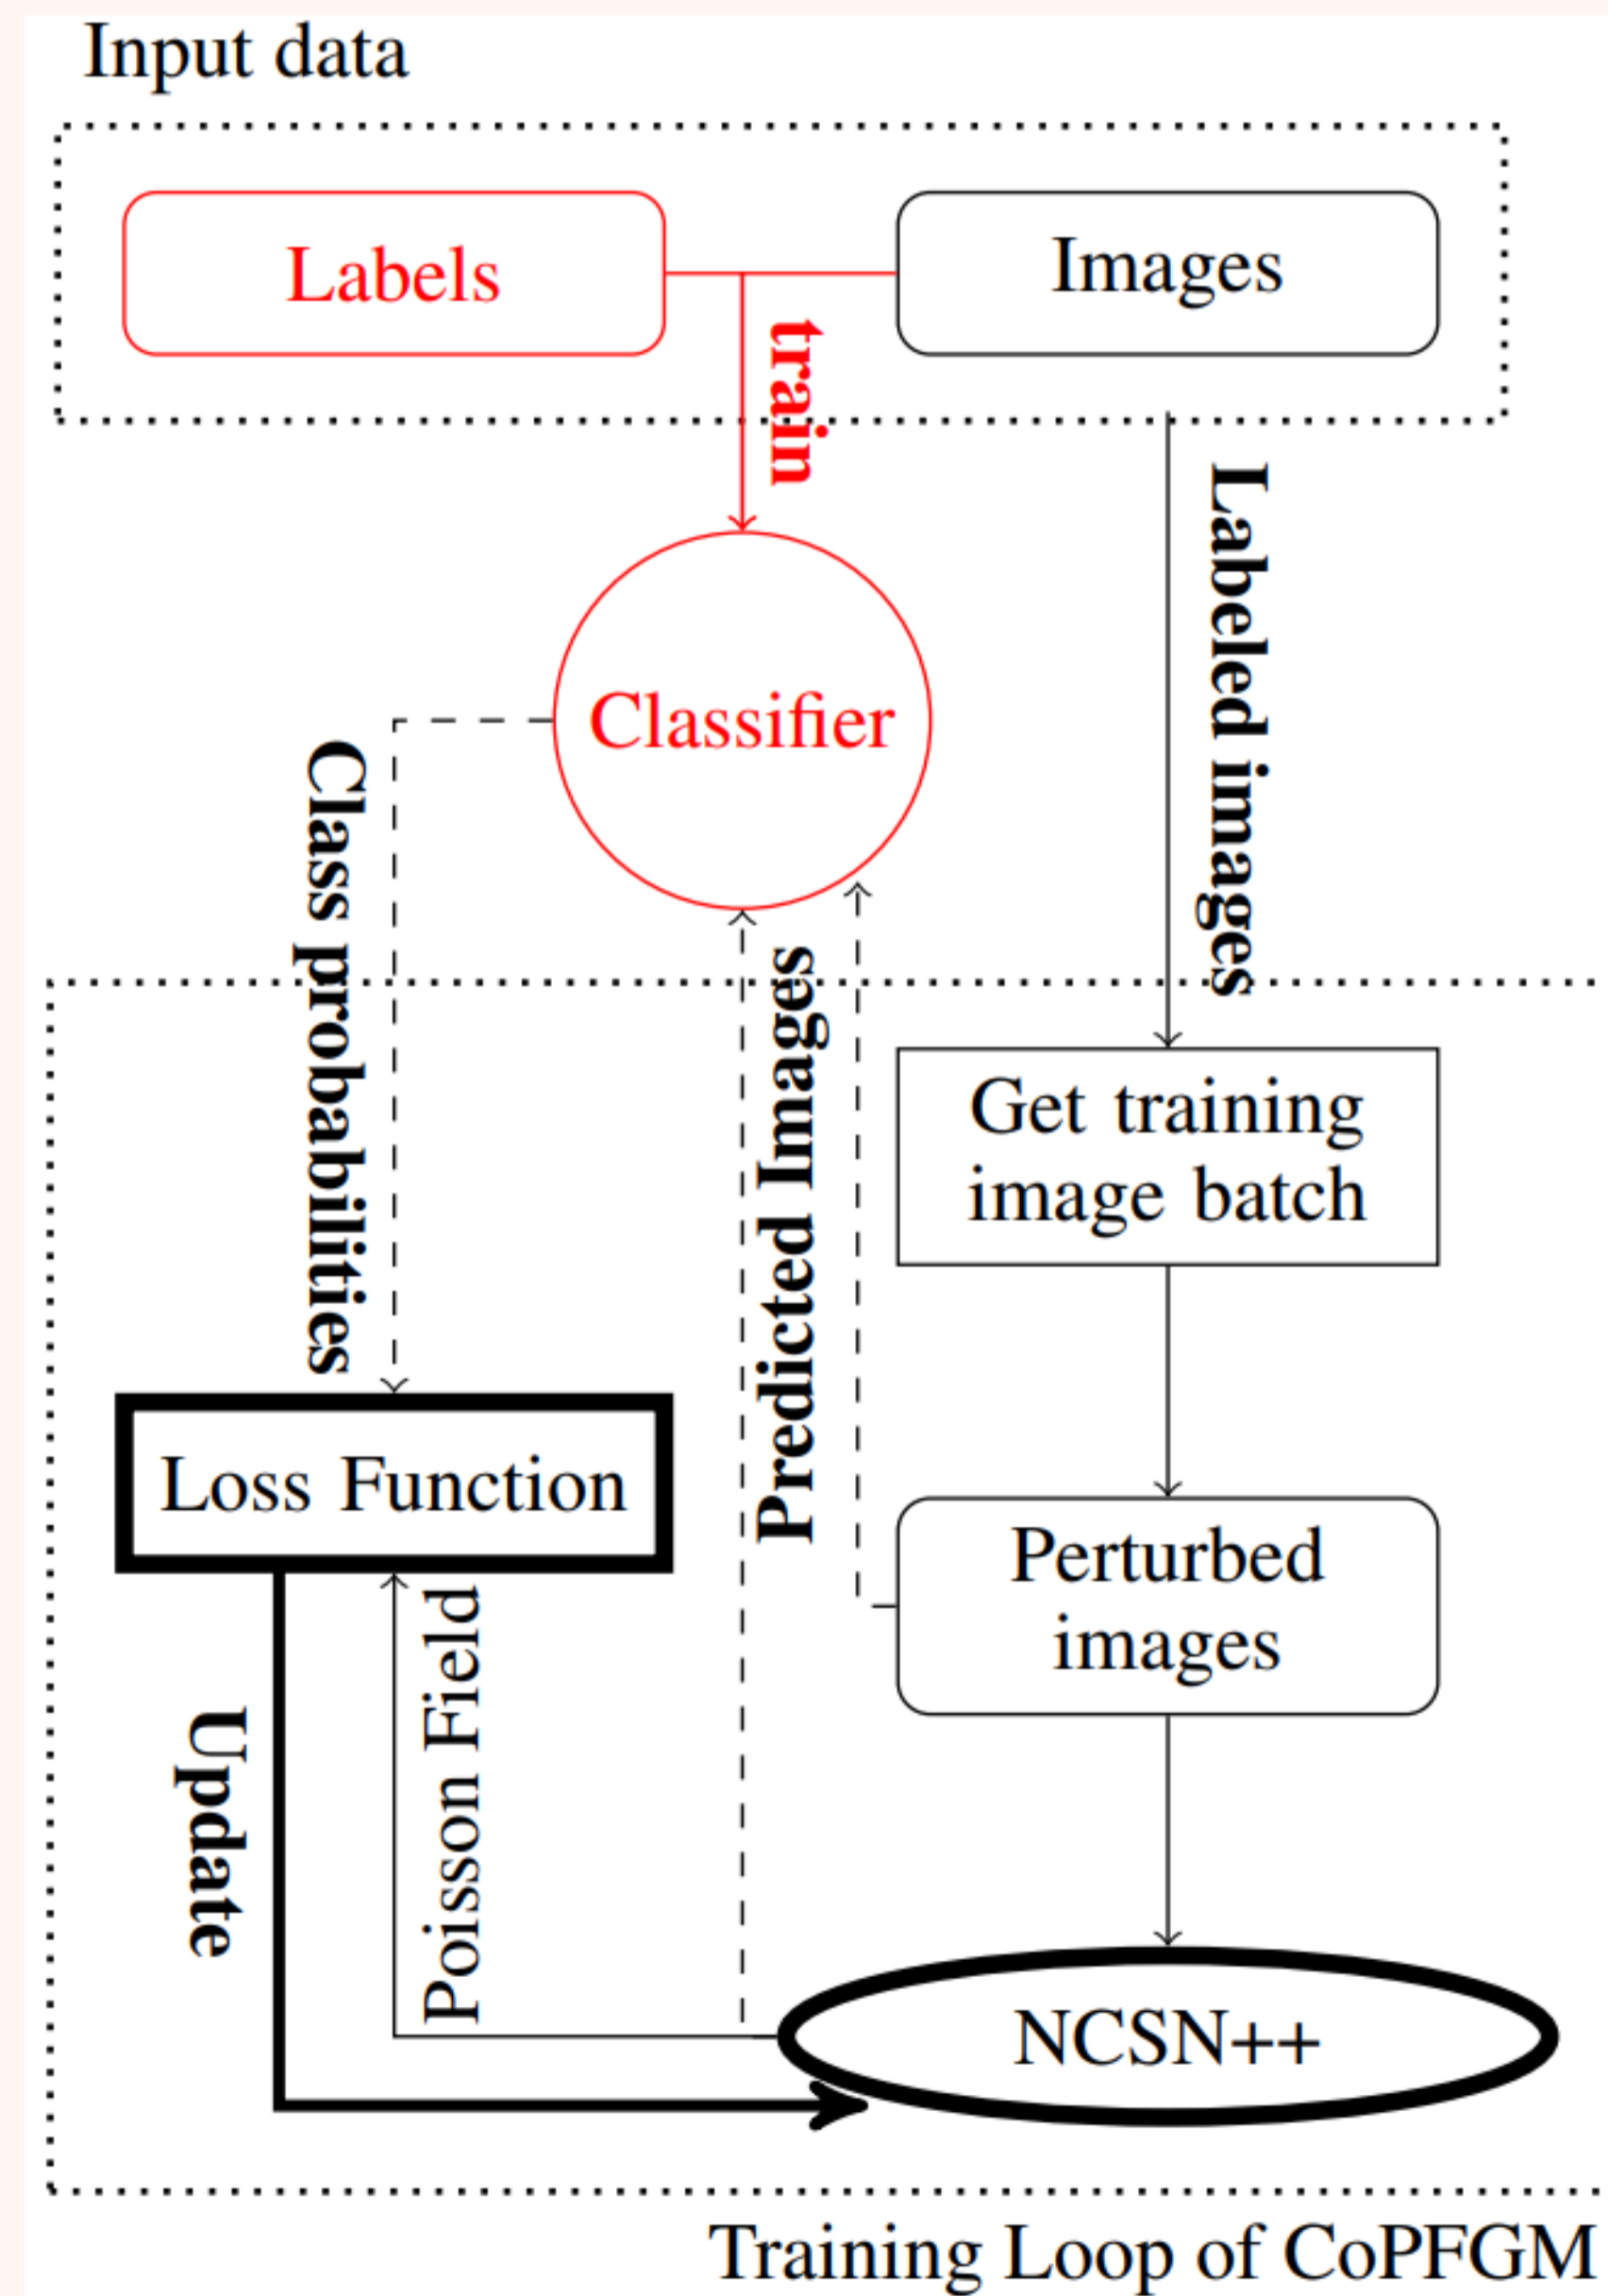 Input data
Labels
Images
train
Labeled images
Classifier
Class probabilities
Predicted Images
Get training
image batch
Loss Function
Perturbed
images
Poisson Field
Update
NCSN++
Training Loop of CoPFGM